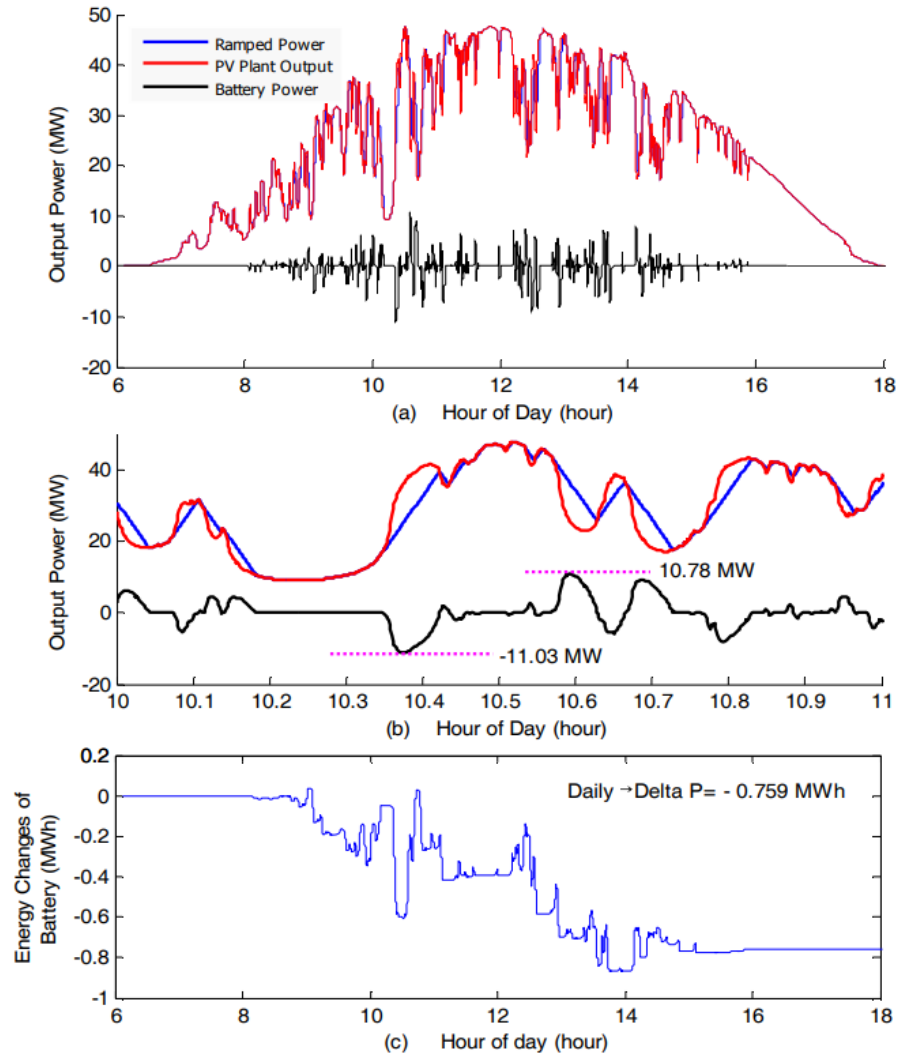 50
40
30
20
10
0
-10
-20
Output Power (MW)
Ramped Power
PV Plant Output
Battery Power
6 8 10 12 14 16 18
(a) Hour of Day (hour)
40
20
0
-20
Output Power (MW)
10.78 MW
-11.03 MW
10 10.1 10.2 10.3 10.4 10.5 10.6 10.7 10.8 10.9 11
(b) Hour of Day (hour)
0.2
0
-0.2
-0.4
-0.6
-0.8
-1
Energy Changes of
Battery (MWh)
Daily →Delta P= - 0.759 MWh
6 8 10 12 14 16 18
(c) Hour of day (hour)